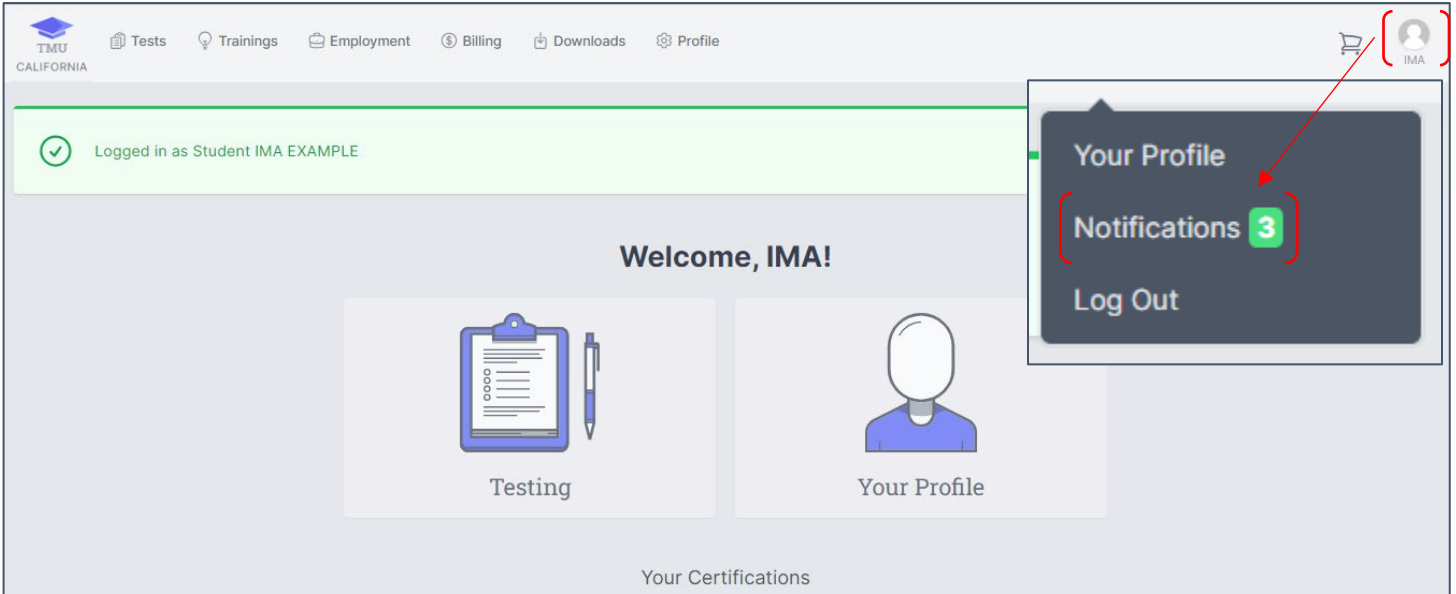 TMU
CALIFORNIA
Tests
Trainings
Employment
Billing
Downloads
Profile
IMA
Logged in as Student IMA EXAMPLE
Your Profile
Notifications 3
Log Out
Welcome, IMA!
Testing
Your Profile
Your Certifications